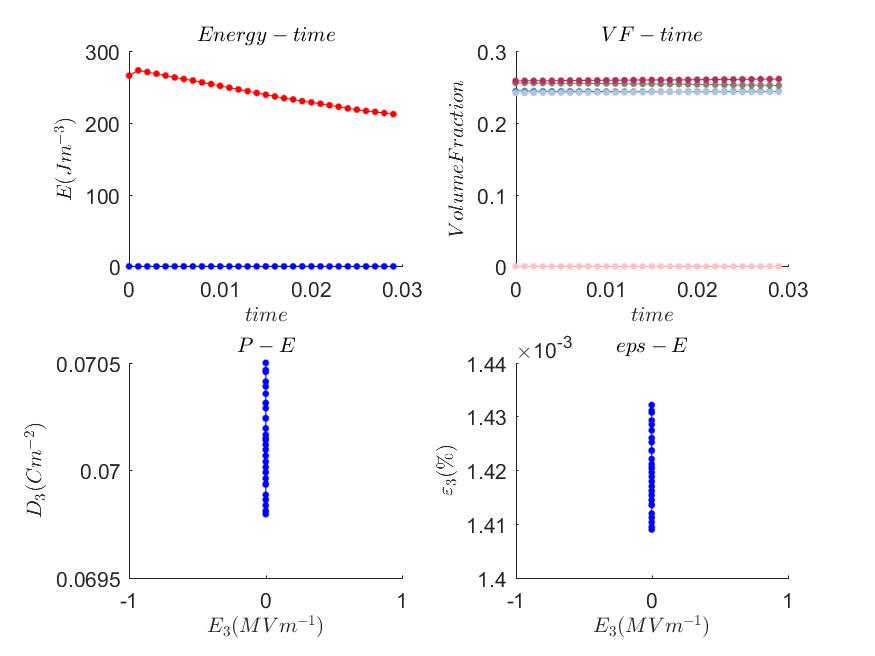 Energy − time
300
200
100
0
E(Jm⁻³)
0 0.01 0.02 0.03
time
VF − time
0.3
0.2
0.1
0
VolumeFraction
0 0.01 0.02 0.03
time
P − E
0.0705
0.07
0.0695
D₃(Cm⁻²)
-1 0 1
E₃(MVm⁻¹)
eps − E
×10⁻³
1.44
1.43
1.42
1.41
1.4
ε₃(%)
-1 0 1
E₃(MVm⁻¹)